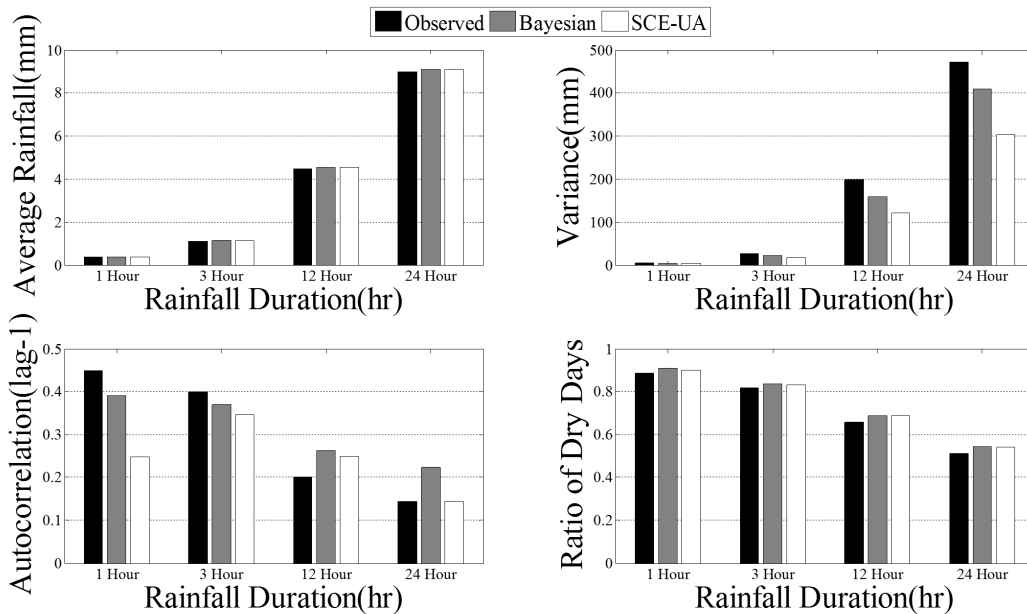 Observed Bayesian SCE-UA
Average Rainfall(mm)
10
8
6
4
2
0
1 Hour 3 Hour 12 Hour 24 Hour
Rainfall Duration(hr)
Variance(mm)
500
400
300
200
100
0
1 Hour 3 Hour 12 Hour 24 Hour
Rainfall Duration(hr)
Autocorrelation(lag-1)
0.5
0.4
0.3
0.2
0.1
0
1 Hour 3 Hour 12 Hour 24 Hour
Rainfall Duration(hr)
Ratio of Dry Days
1
0.8
0.6
0.4
0.2
0
1 Hour 3 Hour 12 Hour 24 Hour
Rainfall Duration(hr)